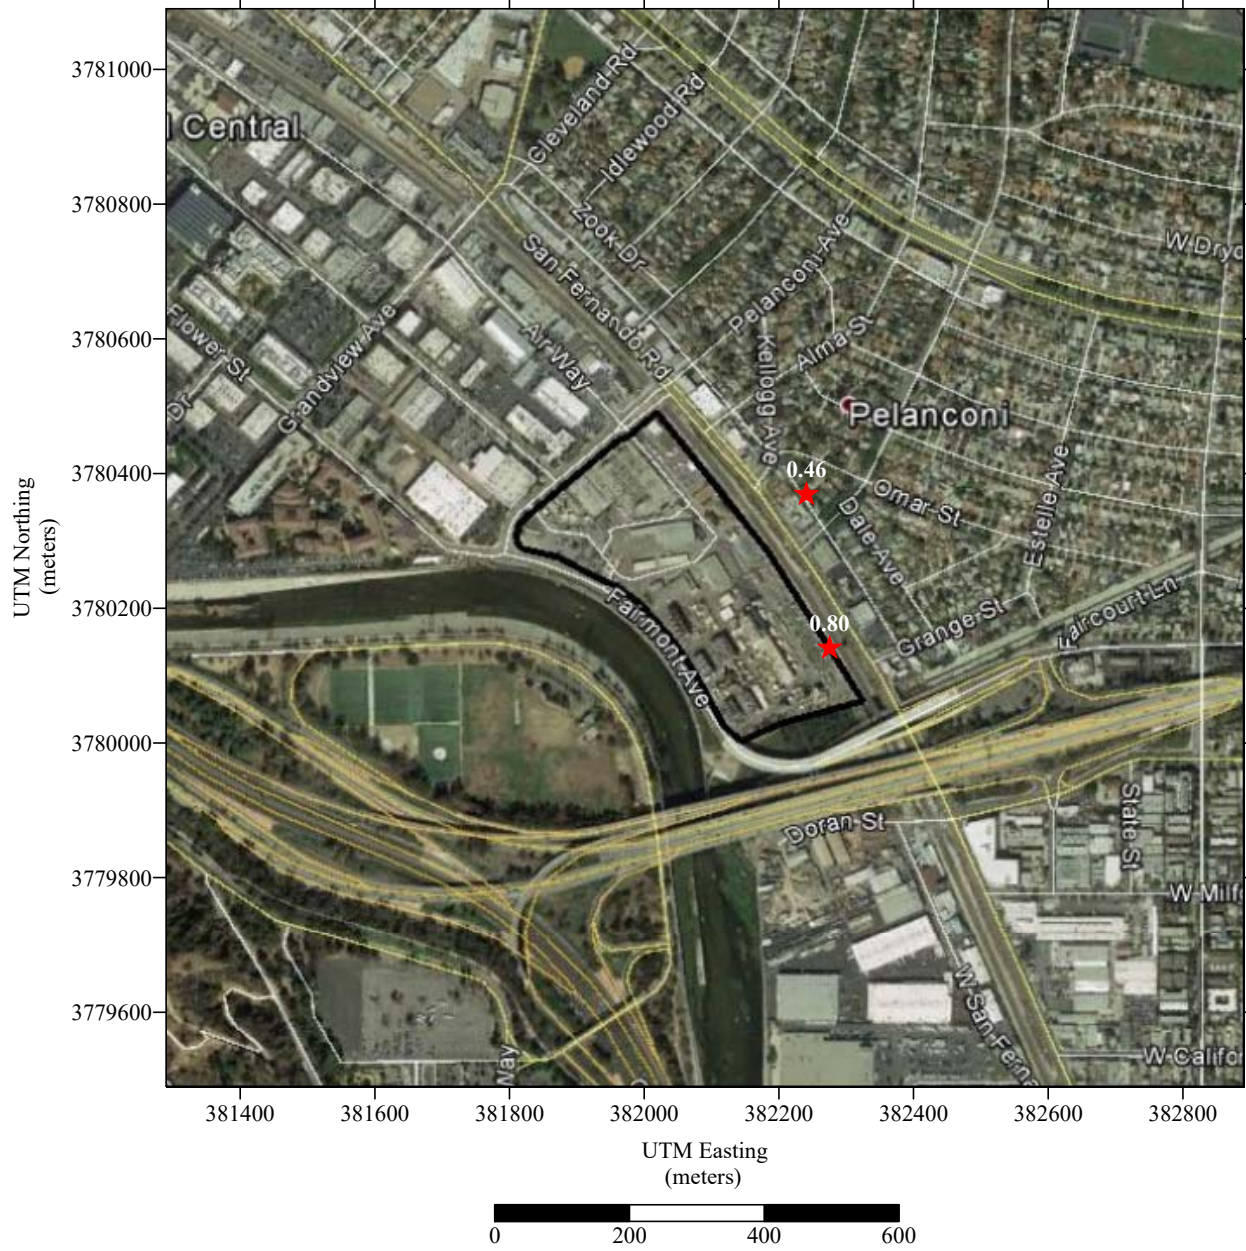 3781000
3780800
3780600
3780400
3780200
3780000
3779800
3779600
UTM Northing
(meters)
l Central
Cleveland Rd
Idlewood Rd
Zook Dr
San Fernando Rd
Pelanconi Ave
W Dryd
Flower St
Grandview Ave
Air Way
Kellogg Ave
Alma St
Dr
Pelanconi
0.46
Omar St
Dale Ave
Estelle Ave
Fairmont Ave
0.80
Grange St
Faircourt Ln
Doran St
State St
W Milf
W San Ferna
Way
W Califo
381400
381600
381800
382000
382200
382400
382600
382800
UTM Easting
(meters)
0
200
400
600